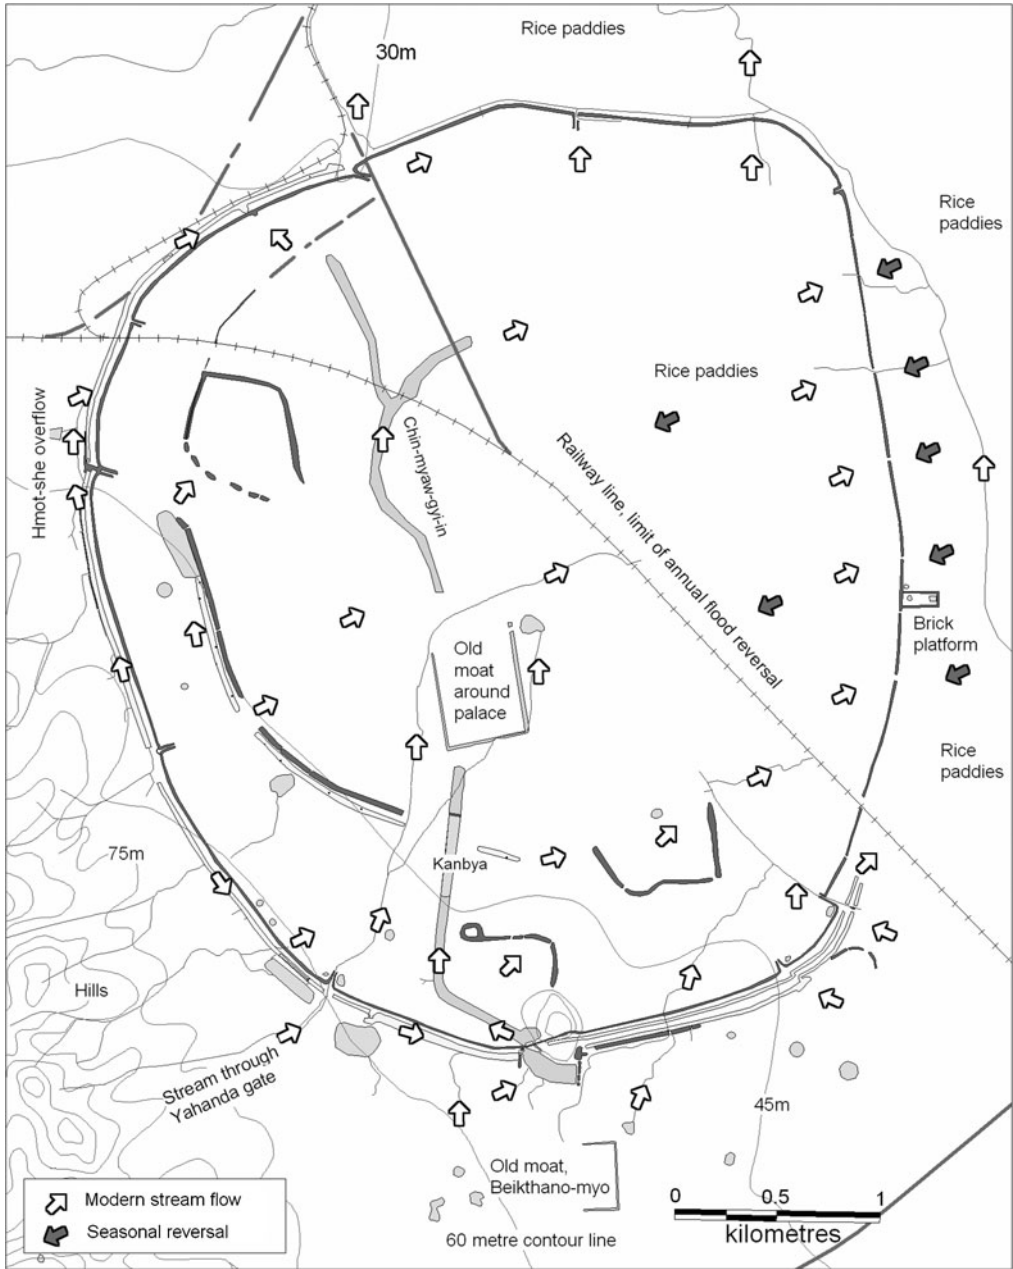 Rice paddies
30m
Rice
paddies
Hmot-she overflow
Chin-myaw-gyi-in
Rice paddies
Railway line, limit of annual flood reversal
Brick
platform
Old
moat
around
palace
Rice
paddies
75m
Kanbya
Hills
Stream through
Yahanda gate
45m
Old moat,
Beikthano-myo
60 metre contour line
Modern stream flow
Seasonal reversal
0 0.5 1
kilometres